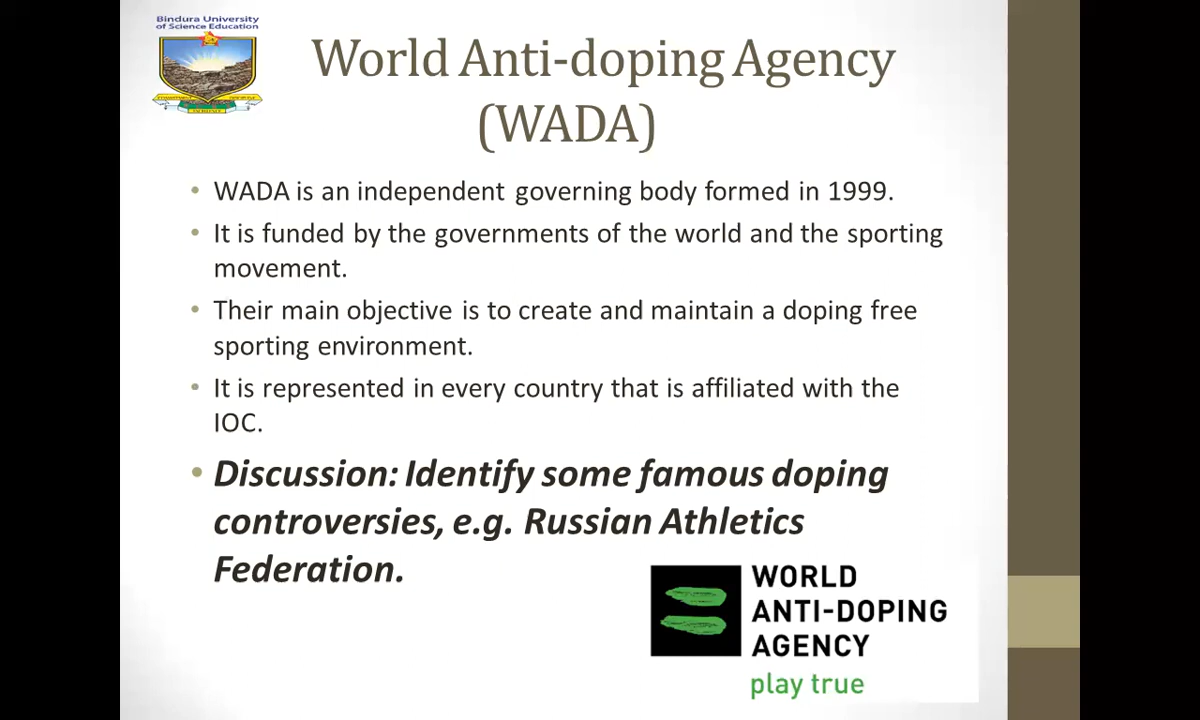 Bindura University
of Science Education
World Anti-doping Agency
(WADA)
• WADA is an independent governing body formed in 1999.
• It is funded by the governments of the world and the sporting
movement.
• Their main objective is to create and maintain a doping free
sporting environment.
• It is represented in every country that is affiliated with the
IOC.
• Discussion: Identify some famous doping
controversies, e.g. Russian Athletics
Federation.
WORLD
ANTI-DOPING
AGENCY
play true